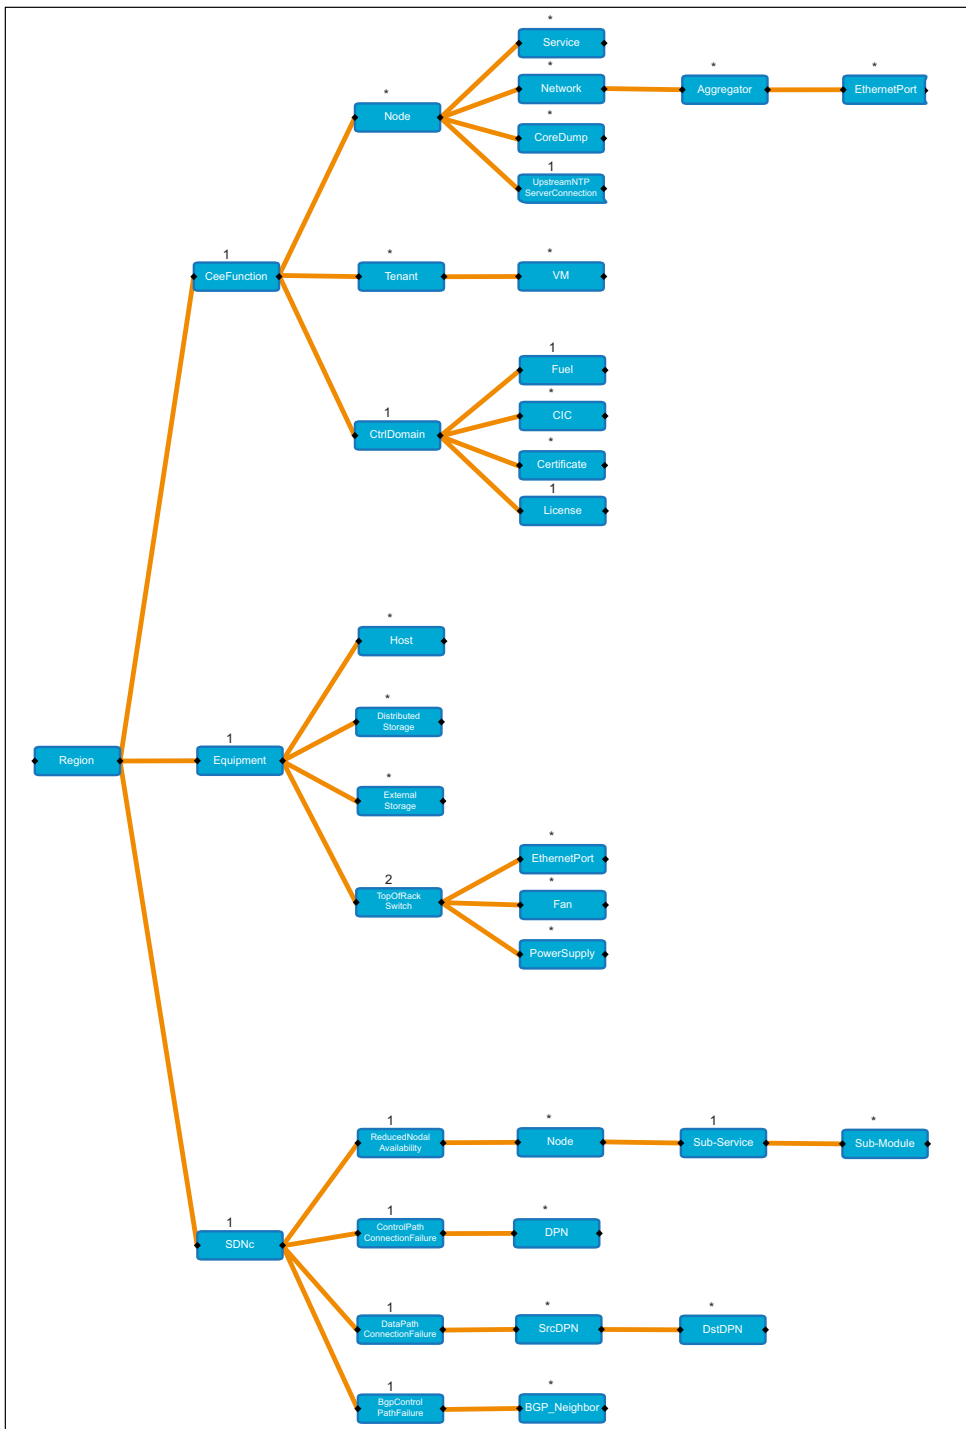 *
Service
*
Network
*
Aggregator
*
EthernetPort
*
Node
*
CoreDump
1
UpstreamNTP
ServerConnection
1
CeeFunction
*
Tenant
*
VM
1
Fuel
*
CIC
1
CtrlDomain
*
Certificate
1
License
*
Host
*
Distributed
Storage
1
Equipment
Region
*
External
Storage
*
EthernetPort
2
TopOfRack
Switch
*
Fan
*
PowerSupply
1
ReducedNodal
Availability
*
Node
1
Sub-Service
*
Sub-Module
1
SDNc
1
ControlPath
ConnectionFailure
*
DPN
1
DataPath
ConnectionFailure
*
SrcDPN
*
DstDPN
1
BgpControl
PathFailure
*
BGP_Neighbor